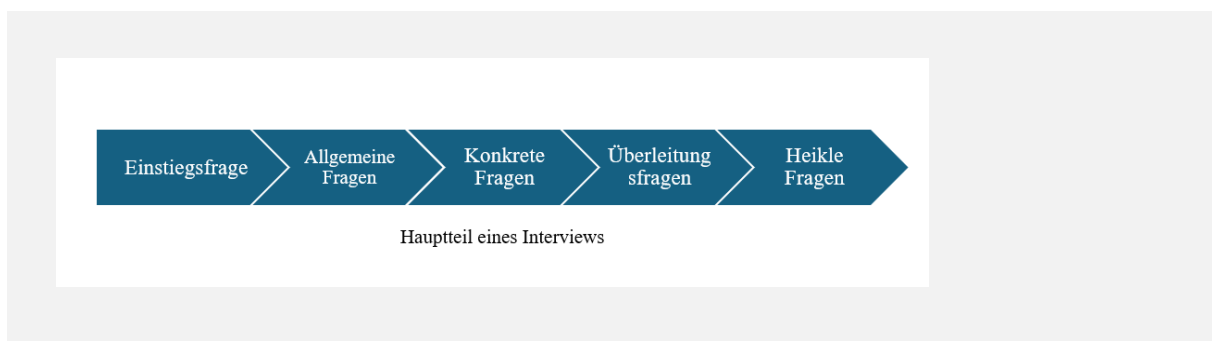 Einstiegsfrage
Allgemeine
Fragen
Konkrete
Fragen
Überleitung
sfragen
Heikle
Fragen
Hauptteil eines Interviews